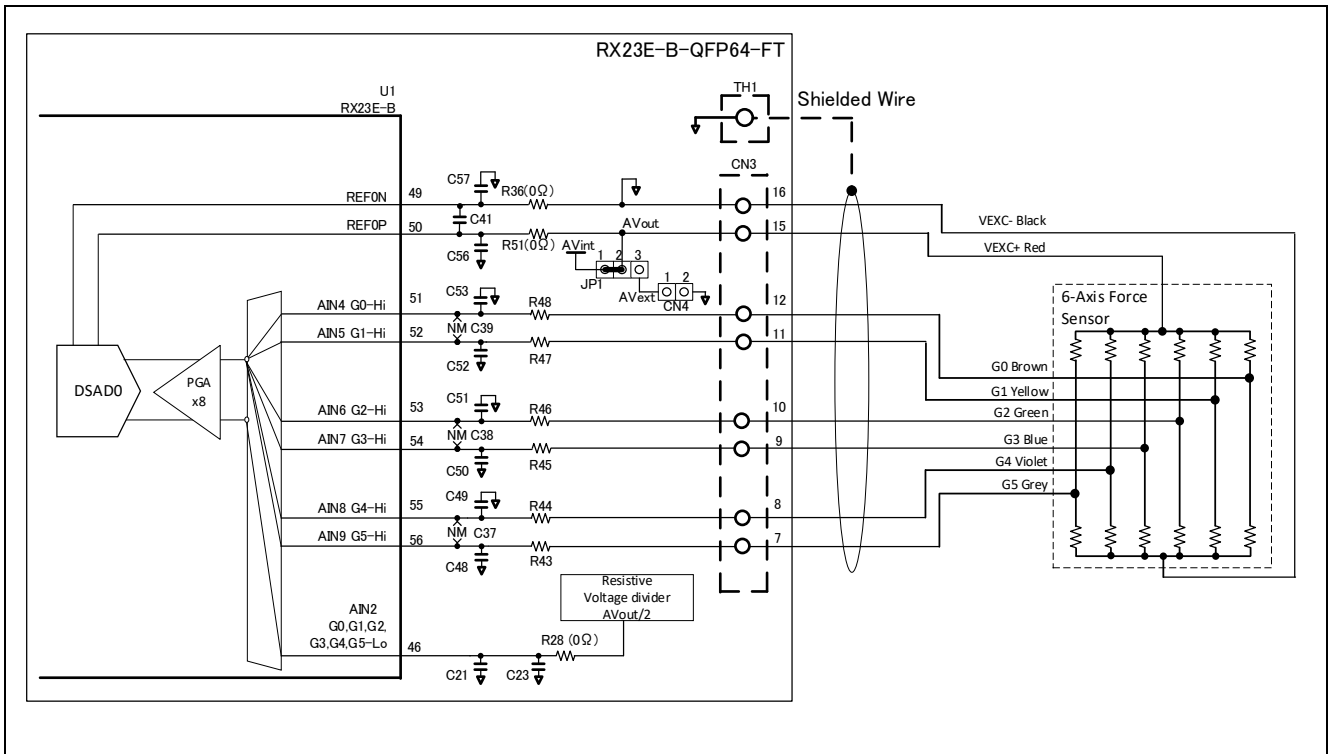 RX23E-B-QFP64-FT
U1
RX23E-B
TH1
Shielded Wire
CN3
C57
R36(0Ω)
REF0N
49
16
C41
VEXC- Black
REF0P
50
AVout
15
C56
R51(0Ω)
AVint
1 2 3
VEXC+ Red
JP1
AVext
1 2
CN4
C53
AIN4 G0-Hi
51
R48
12
6-Axis Force
Sensor
AIN5 G1-Hi
52
NM C39
R47
11
C52
G0 Brown
DSAD0
PGA
x8
G1 Yellow
C51
AIN6 G2-Hi
53
R46
10
G2 Green
AIN7 G3-Hi
54
NM C38
R45
9
G3 Blue
C50
G4 Violet
C49
G5 Grey
AIN8 G4-Hi
55
R44
8
AIN9 G5-Hi
56
NM C37
R43
7
C48
Resistive
Voltage divider
AVout/2
AIN2
G0,G1,G2,
G3,G4,G5-Lo
46
R28 (0Ω)
C21
C23